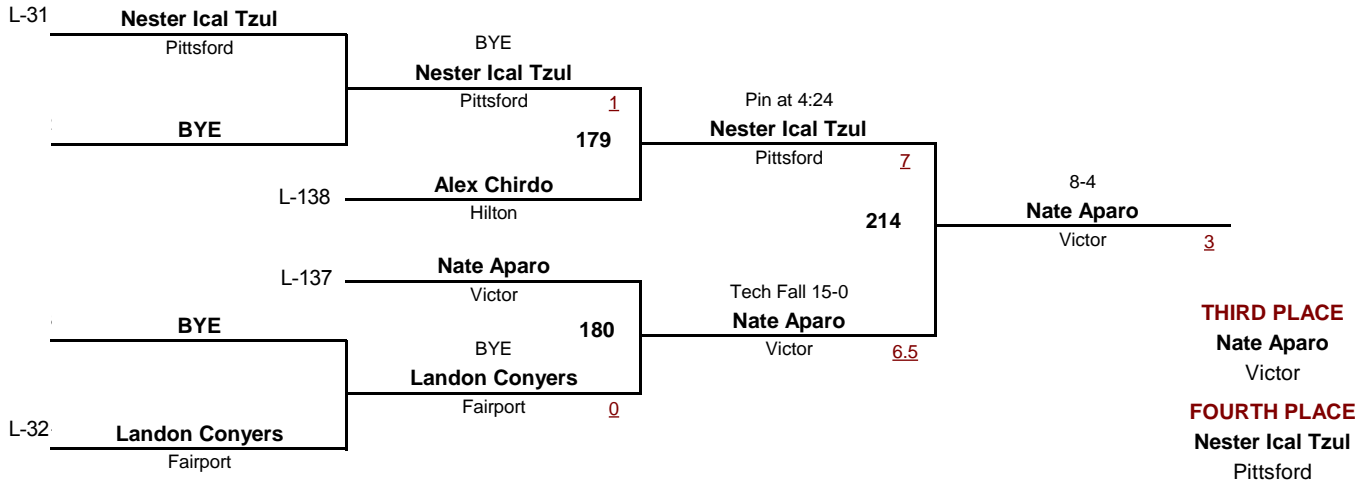 L-31
Nester Ical Tzul
Pittsford
BYE
BYE
Nester Ical Tzul
Pittsford
1
179
L-138
Alex Chirdo
Hilton
Pin at 4:24
Nester Ical Tzul
Pittsford
7
214
8-4
Nate Aparo
Victor
3
L-137
Nate Aparo
Victor
BYE
180
BYE
Landon Conyers
Fairport
0
Tech Fall 15-0
Nate Aparo
Victor
6.5
L-32
Landon Conyers
Fairport
THIRD PLACE
Nate Aparo
Victor
FOURTH PLACE
Nester Ical Tzul
Pittsford